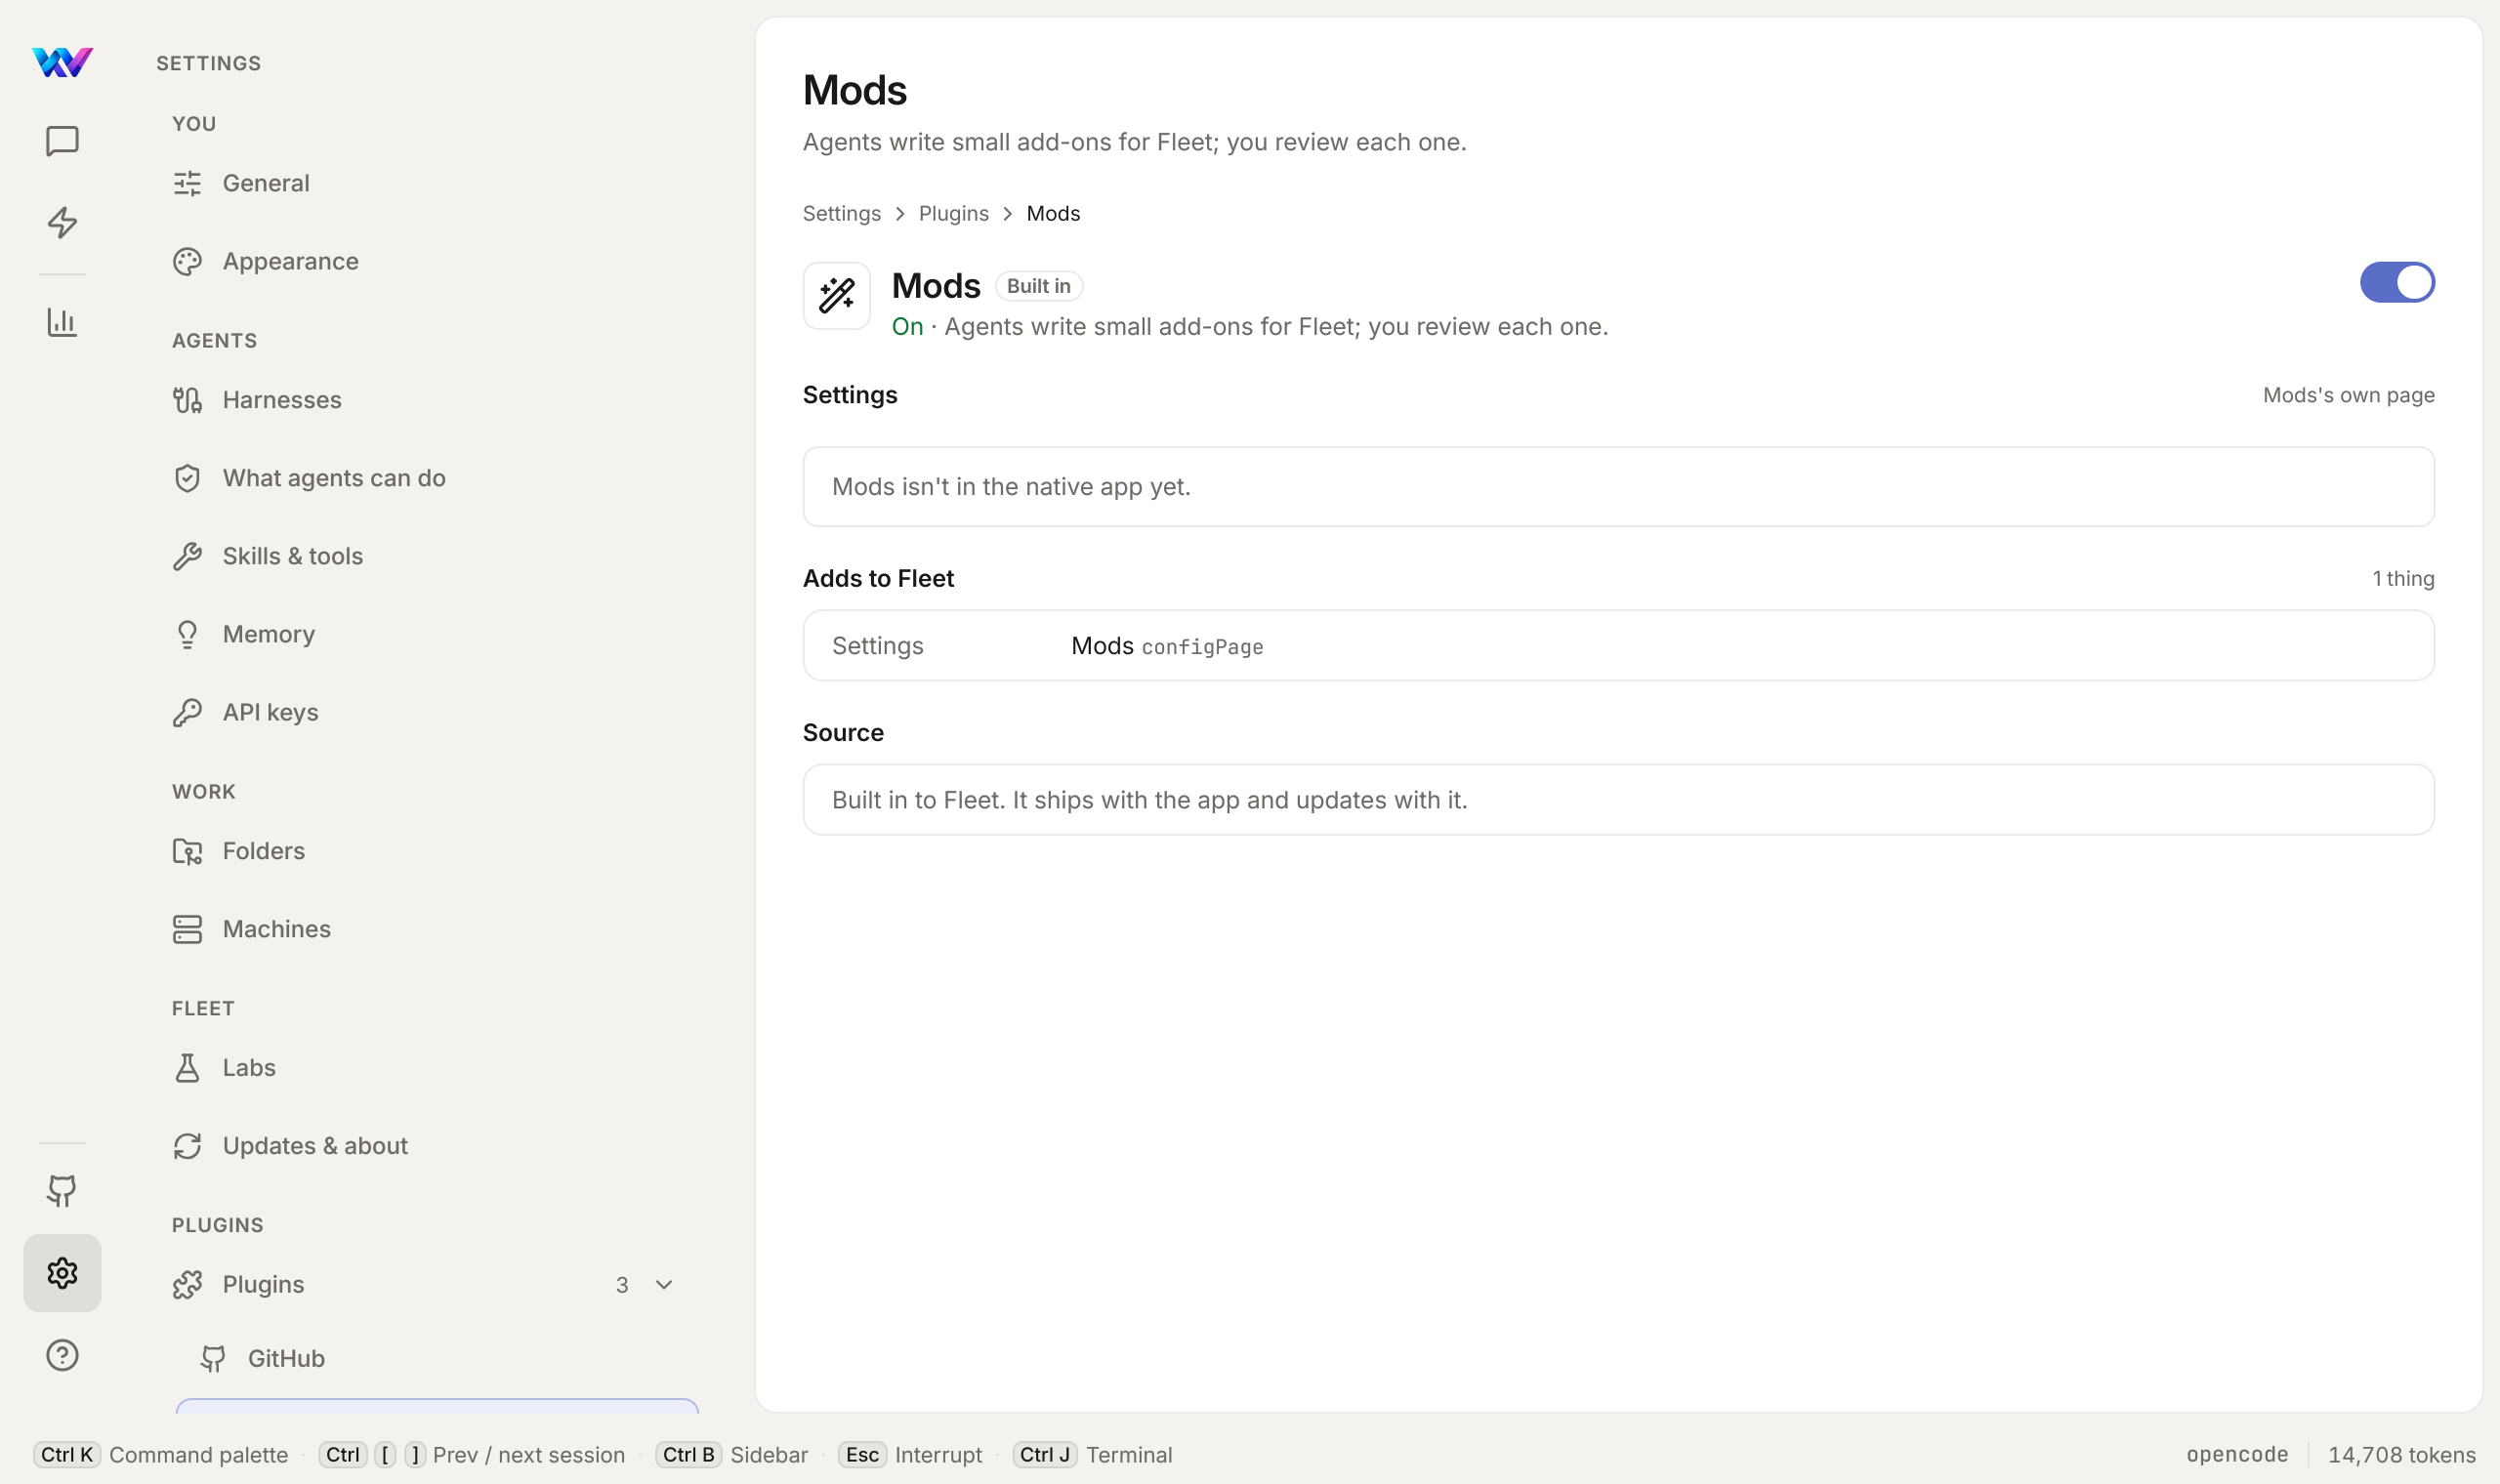 SETTINGS
YOU
General
Appearance
AGENTS
Harnesses
What agents can do
Skills & tools
Memory
API keys
WORK
Folders
Machines
FLEET
Labs
Updates & about
PLUGINS
Plugins 3
GitHub
Mods
Agents write small add-ons for Fleet; you review each one.
Settings > Plugins > Mods
Mods Built in
On · Agents write small add-ons for Fleet; you review each one.
Settings Mods's own page
Mods isn't in the native app yet.
Adds to Fleet 1 thing
Settings Mods configPage
Source
Built in to Fleet. It ships with the app and updates with it.
Ctrl K Command palette · Ctrl [ ] Prev / next session · Ctrl B Sidebar · Esc Interrupt · Ctrl J Terminal opencode 14,708 tokens